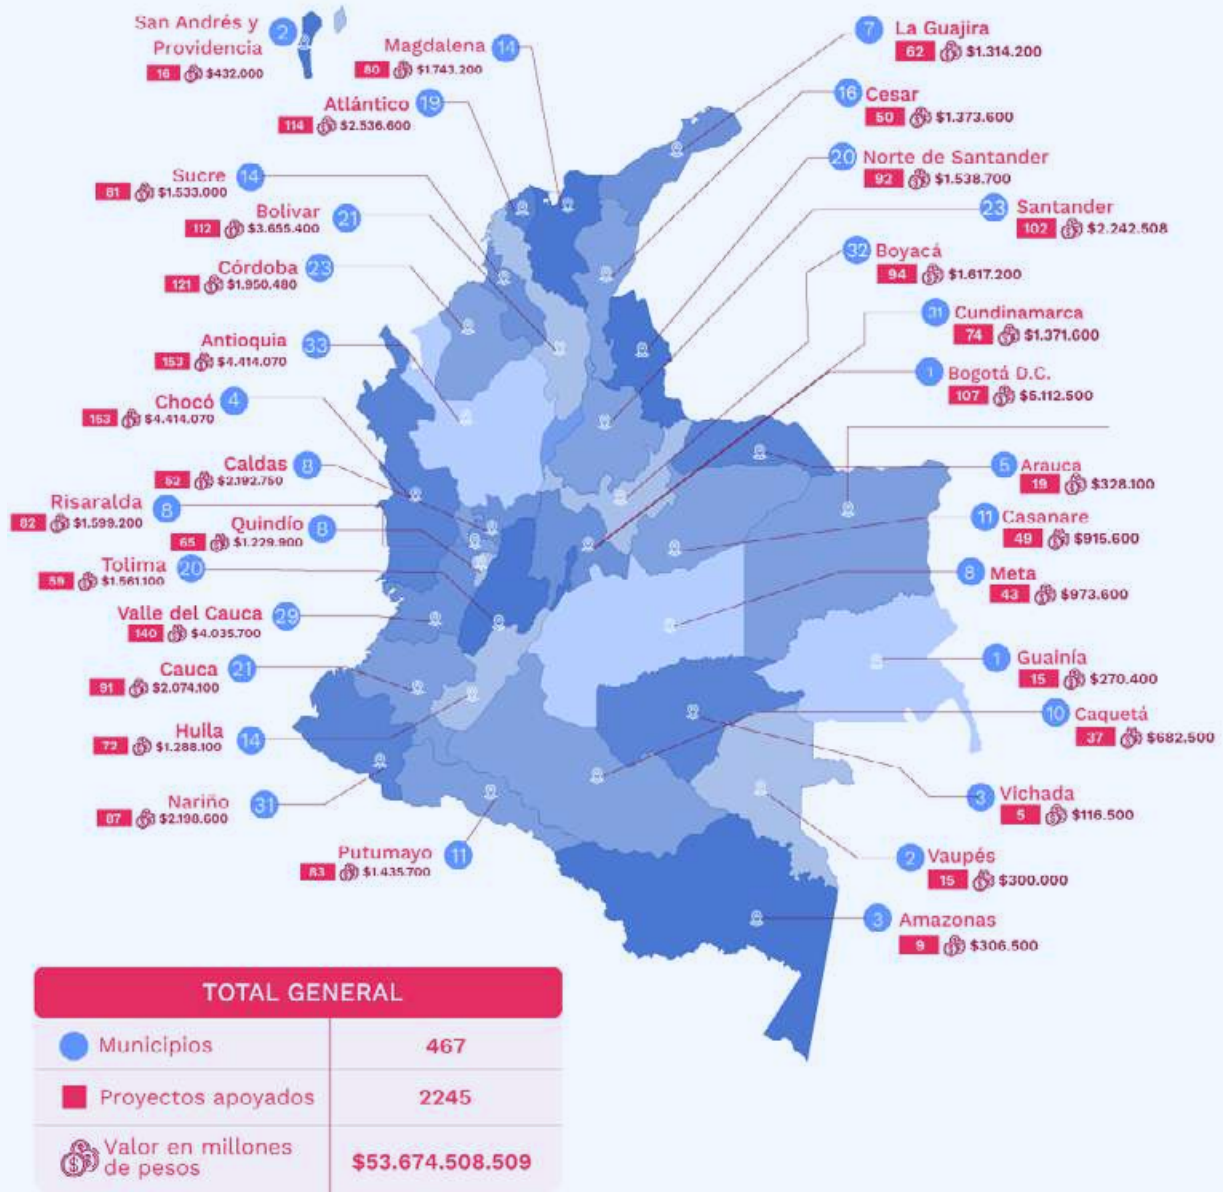 San Andrés y
Providencia
2
16 $432.000
Magdalena 14
80 $1.743.200
Atlántico 19
114 $2.536.600
Sucre 14
81 $1.533.000
Bolívar 21
112 $3.655.400
Córdoba 23
121 $1.950.480
Antioquia 33
153 $4.414.070
Chocó 4
153 $4.414.070
Caldas 8
52 $2.192.750
Risaralda 8
82 $1.599.200
Quindío 8
65 $1.229.900
Tolima 20
58 $1.561.100
Valle del Cauca 29
140 $4.035.700
Cauca 21
91 $2.074.100
Huila 14
72 $1.288.100
Nariño 31
87 $2.198.600
Putumayo 11
83 $1.435.700
7 La Guajira
62 $1.314.200
16 Cesar
50 $1.373.600
20 Norte de Santander
92 $1.538.700
23 Santander
102 $2.242.508
32 Boyacá
94 $1.617.200
31 Cundinamarca
74 $1.371.600
1 Bogotá D.C.
107 $5.112.500
5 Arauca
19 $328.100
11 Casanare
49 $915.600
8 Meta
43 $973.600
1 Guainía
15 $270.400
10 Caquetá
37 $682.500
3 Vichada
5 $116.500
2 Vaupés
15 $300.000
3 Amazonas
9 $306.500
TOTAL GENERAL
Municipios 467
Proyectos apoyados 2245
Valor en millones
de pesos
$53.674.508.509